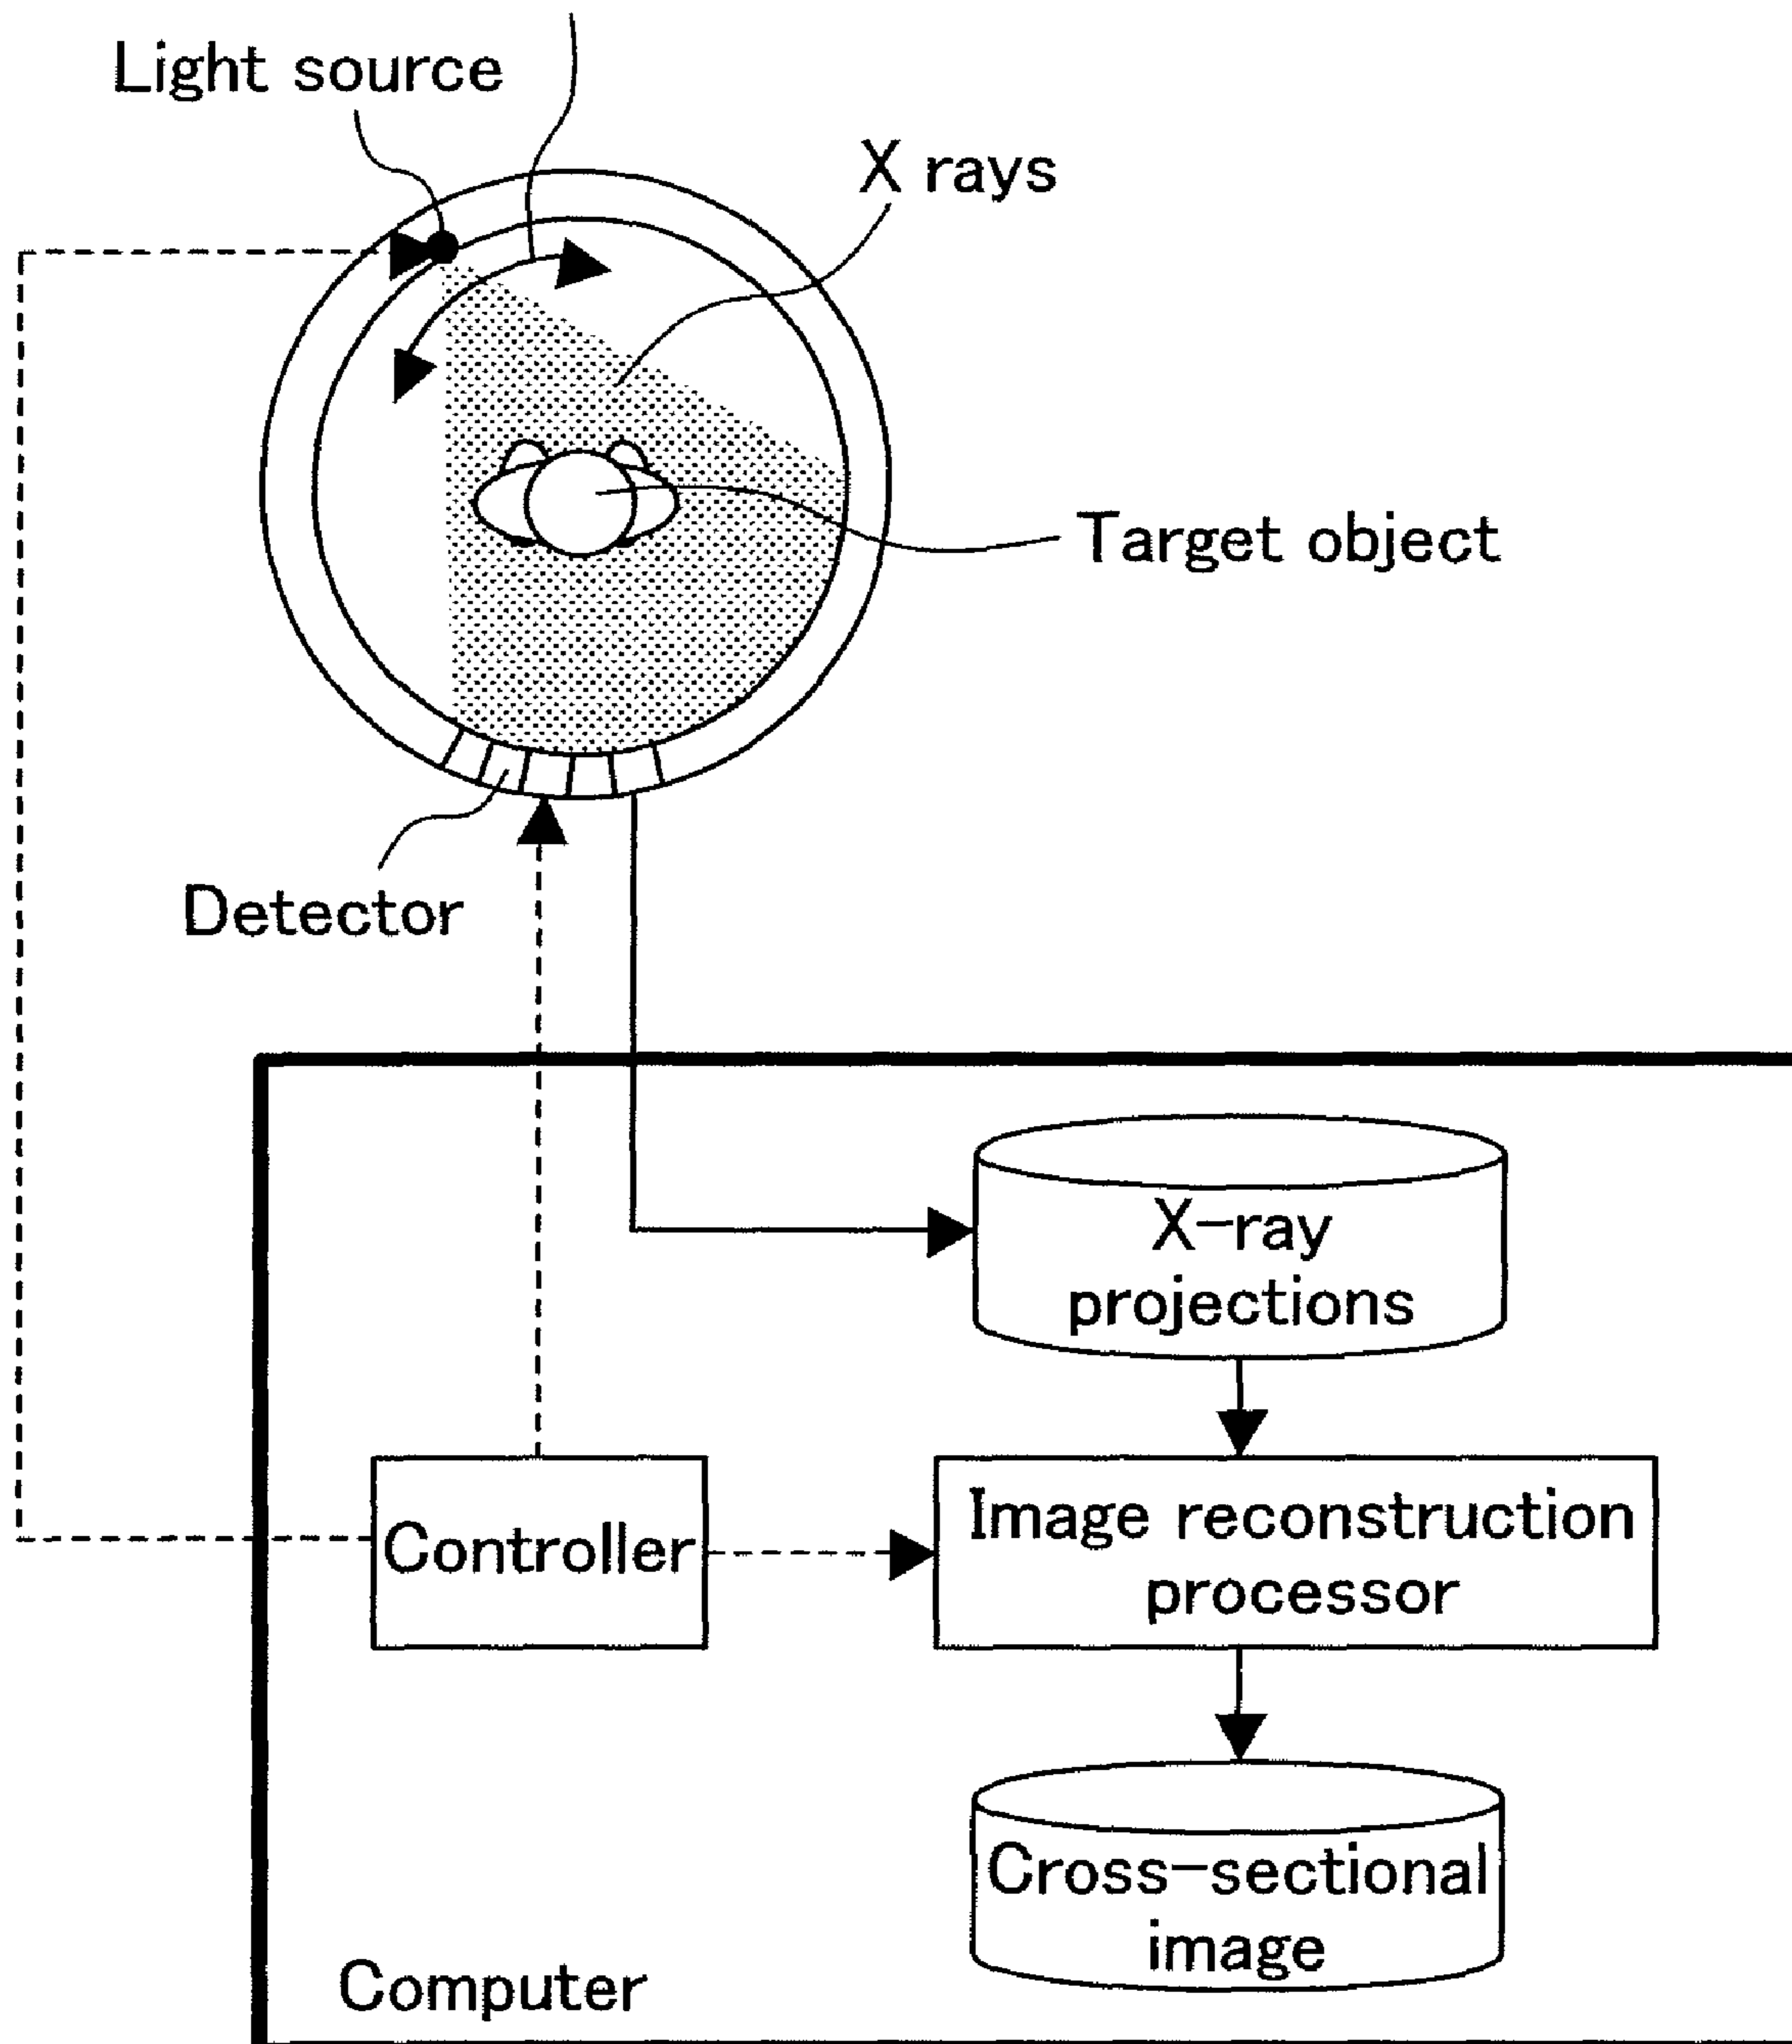 Light source
X rays
Target object
Detector
X-ray
projections
Controller
Image reconstruction
processor
Cross-sectional
image
Computer